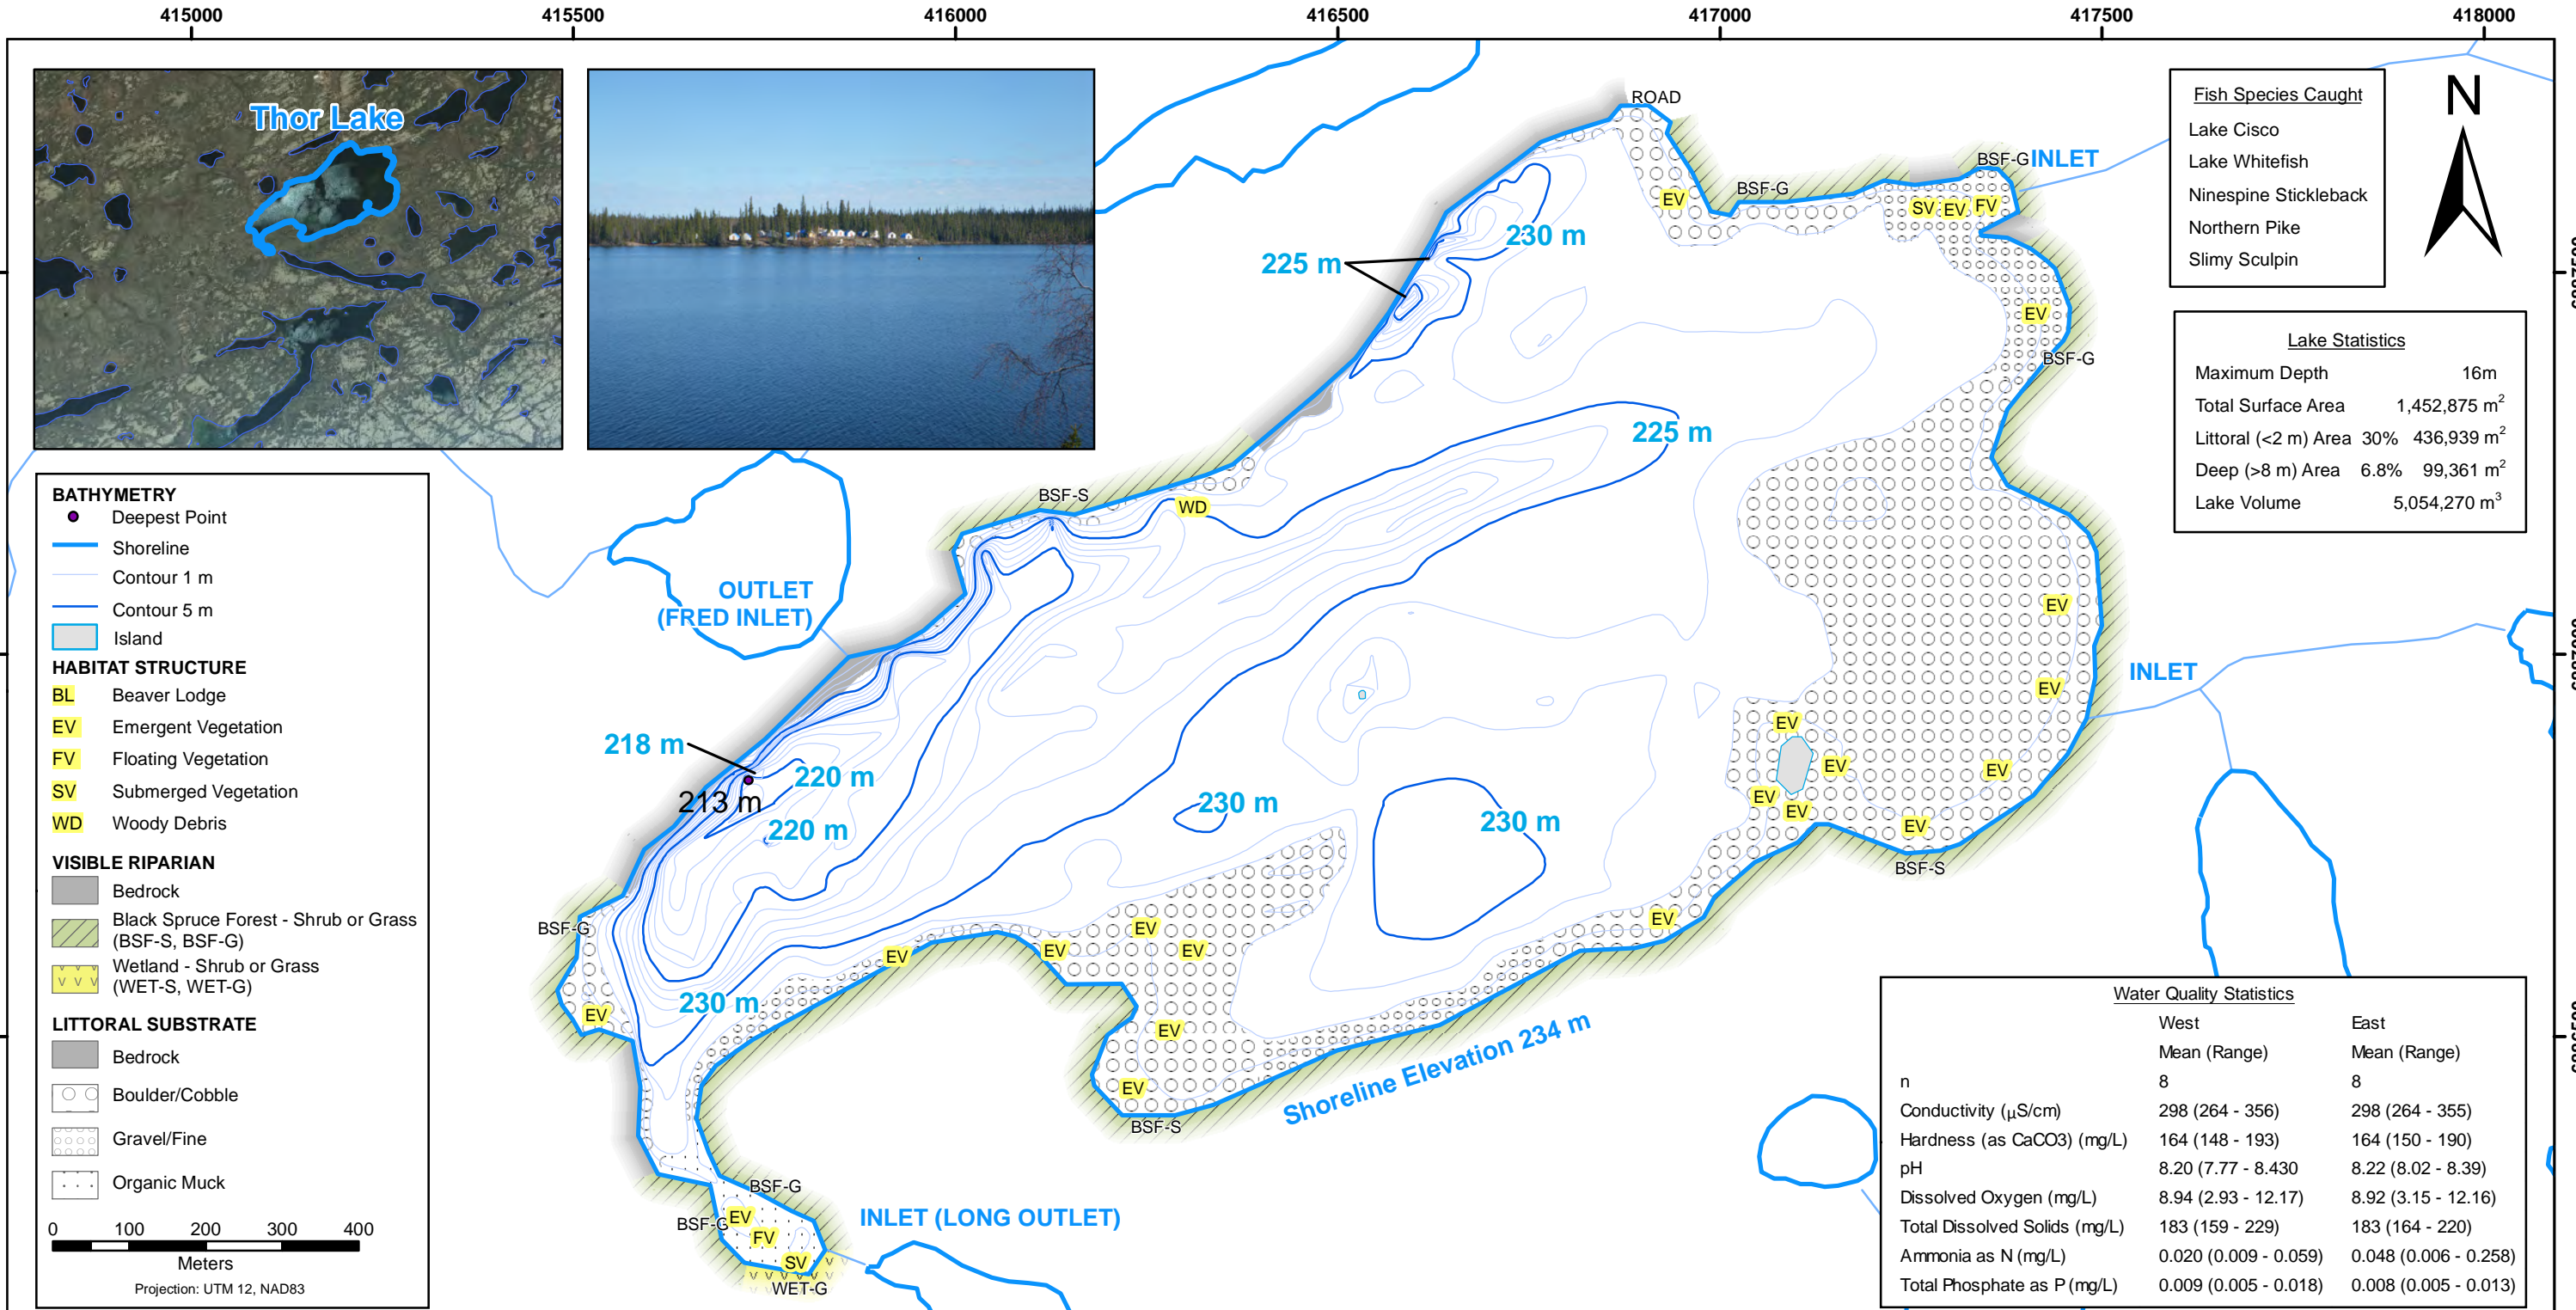 415000
415500
416000
416500
417000
417500
418000
Thor Lake
ROAD
BSF-G
INLET
BSF-G
EV
SV
EV
FV
230 m
225 m
EV
BSF-G
N
Fish Species Caught
Lake Cisco
Lake Whitefish
Ninespine Stickleback
Northern Pike
Slimy Sculpin
Lake Statistics
Maximum Depth 16m
Total Surface Area 1,452,875 m²
Littoral (<2 m) Area 30% 436,939 m²
Deep (>8 m) Area 6.8% 99,361 m²
Lake Volume 5,054,270 m³
225 m
BSF-S
WD
OUTLET
(FRED INLET)
EV
INLET
EV
218 m
EV
220 m
EV
EV
213 m
EV
230 m
EV
220 m
230 m
EV
BSF-S
BSF-G
EV
EV
EV
EV
EV
EV
230 m
EV
EV
EV
Shoreline Elevation 234 m
BSF-S
BSF-G
BSF-G
EV
FV
SV
WET-G
INLET (LONG OUTLET)
BATHYMETRY
Deepest Point
Shoreline
Contour 1 m
Contour 5 m
Island
HABITAT STRUCTURE
BL Beaver Lodge
EV Emergent Vegetation
FV Floating Vegetation
SV Submerged Vegetation
WD Woody Debris
VISIBLE RIPARIAN
Bedrock
Black Spruce Forest - Shrub or Grass
(BSF-S, BSF-G)
Wetland - Shrub or Grass
(WET-S, WET-G)
LITTORAL SUBSTRATE
Bedrock
Boulder/Cobble
Gravel/Fine
Organic Muck
0 100 200 300 400
Meters
Projection: UTM 12, NAD83
Water Quality Statistics
West East
Mean (Range) Mean (Range)
n 8 8
Conductivity (µS/cm) 298 (264 - 356) 298 (264 - 355)
Hardness (as CaCO3) (mg/L) 164 (148 - 193) 164 (150 - 190)
pH 8.20 (7.77 - 8.430 8.22 (8.02 - 8.39)
Dissolved Oxygen (mg/L) 8.94 (2.93 - 12.17) 8.92 (3.15 - 12.16)
Total Dissolved Solids (mg/L) 183 (159 - 229) 183 (164 - 220)
Ammonia as N (mg/L) 0.020 (0.009 - 0.059) 0.048 (0.006 - 0.258)
Total Phosphate as P (mg/L) 0.009 (0.005 - 0.018) 0.008 (0.005 - 0.013)